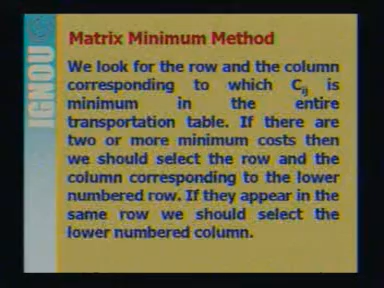 IGNOU
Matrix Minimum Method
We look for the row and the column
corresponding to which Cij is
minimum in the entire
transportation table. If there are
two or more minimum costs then
we should select the row and the
column corresponding to the lower
numbered row. If they appear in the
same row we should select the
lower numbered column.